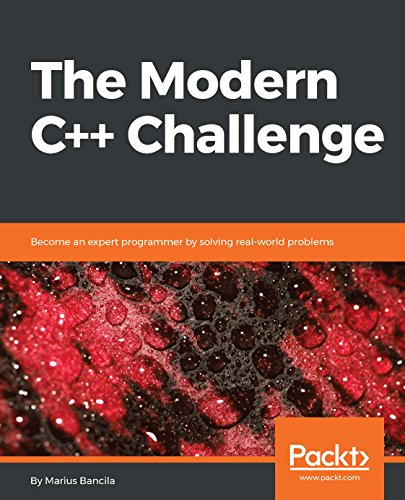 The Modern
C++ Challenge
Become an expert programmer by solving real-world problems
By Marius Bancila
Packt>
www.packt.com